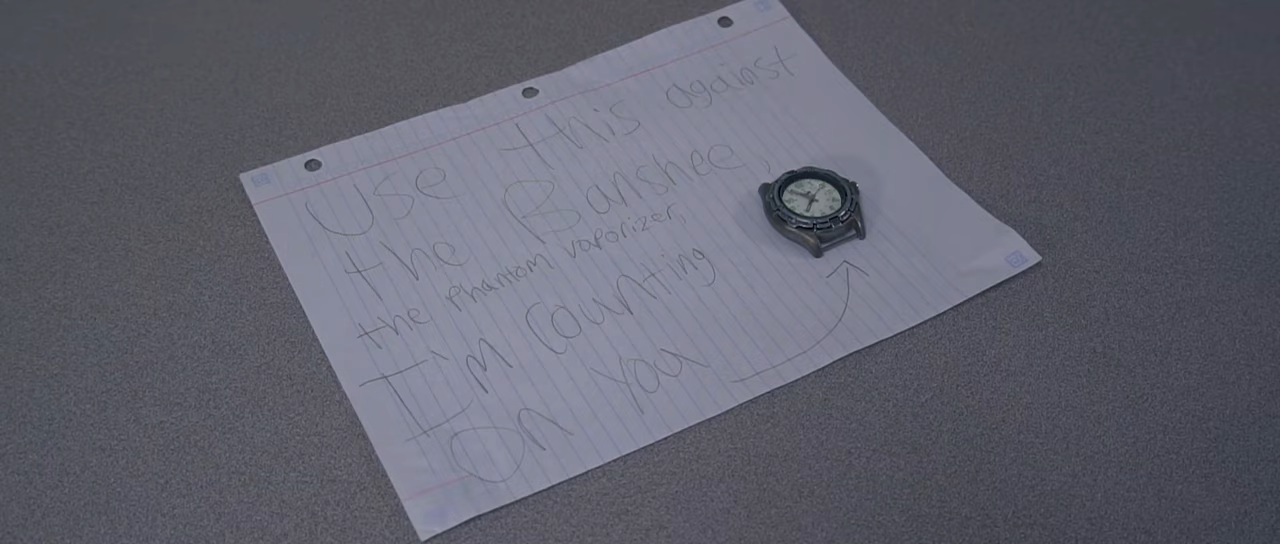 Use this against
the Banshee,
the Phantom vaporizer,
I'm Counting
On you